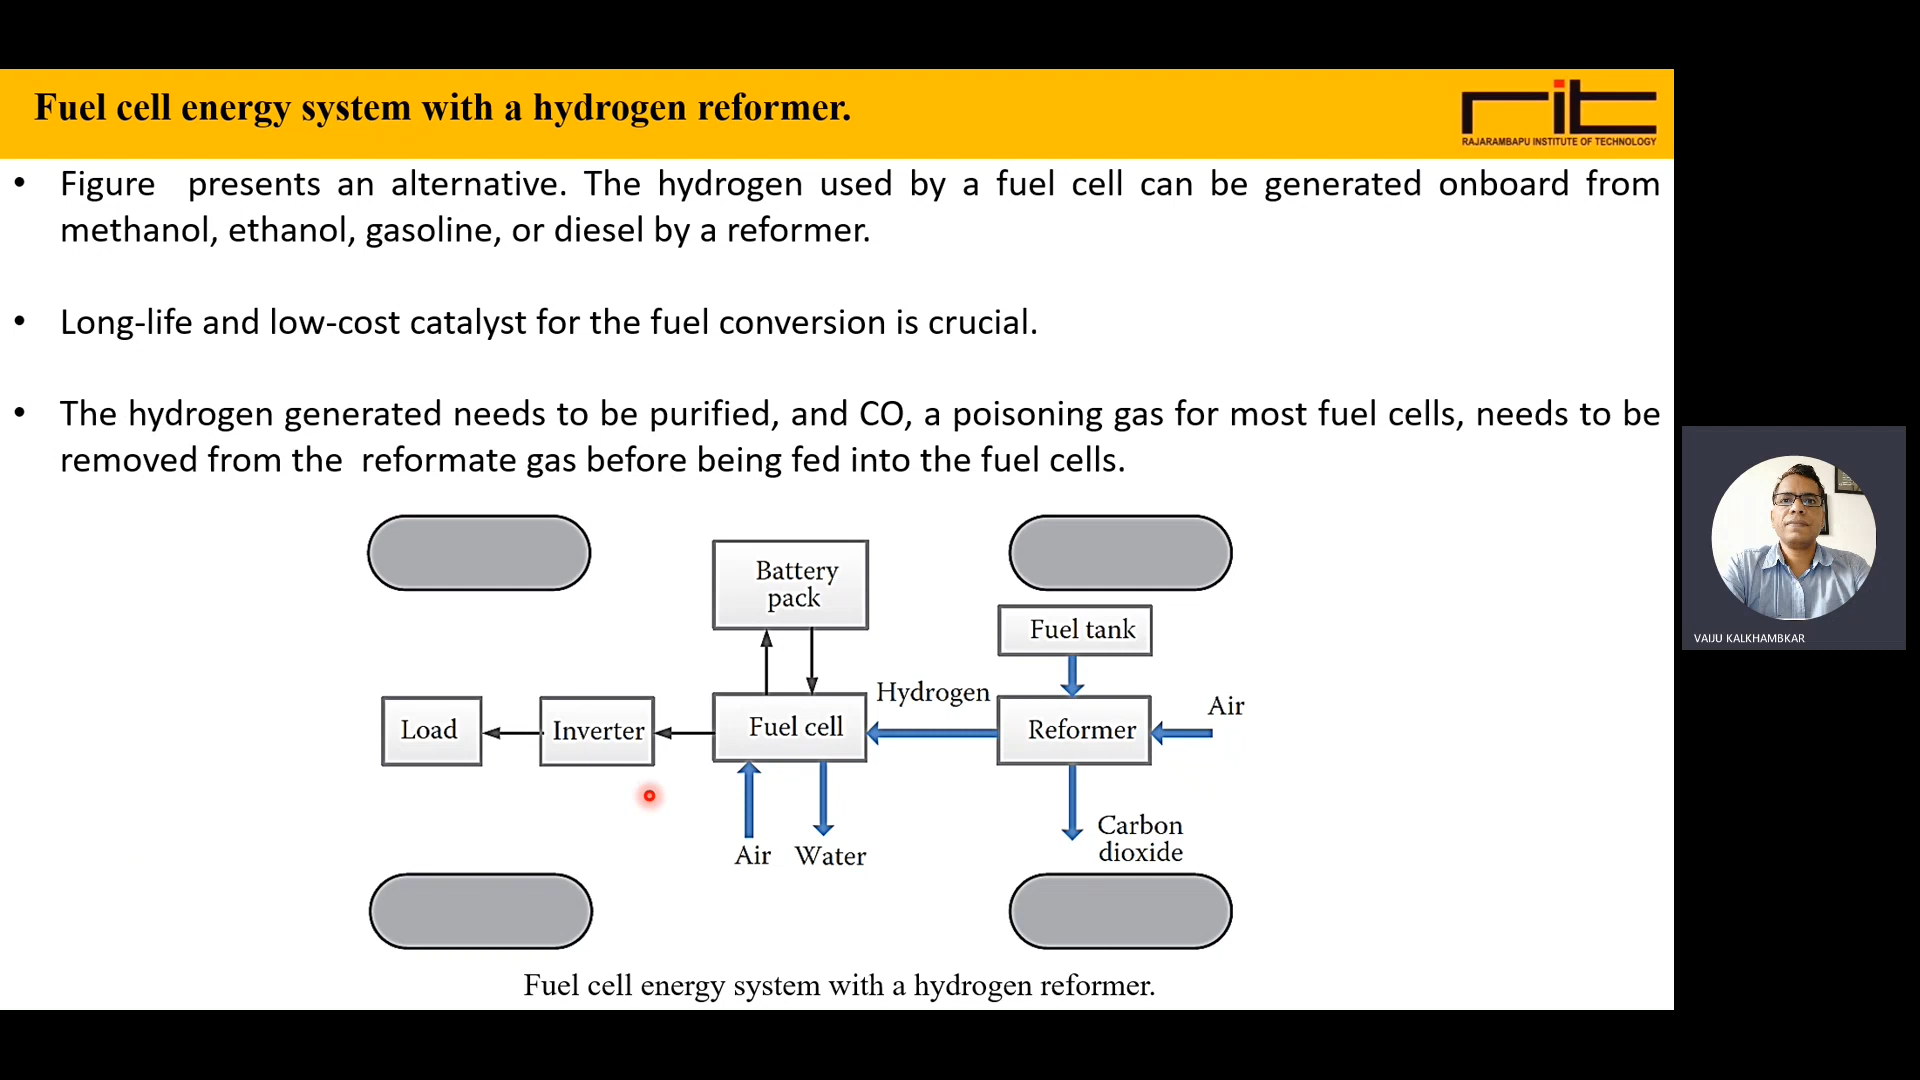 Fuel cell energy system with a hydrogen reformer.
rit
RAJARAMBAPU INSTITUTE OF TECHNOLOGY
• Figure presents an alternative. The hydrogen used by a fuel cell can be generated onboard from
methanol, ethanol, gasoline, or diesel by a reformer.
• Long-life and low-cost catalyst for the fuel conversion is crucial.
• The hydrogen generated needs to be purified, and CO, a poisoning gas for most fuel cells, needs to be
removed from the reformate gas before being fed into the fuel cells.
Battery
pack
Fuel tank
Hydrogen
Air
Load
Inverter
Fuel cell
Reformer
Air
Water
Carbon
dioxide
Fuel cell energy system with a hydrogen reformer.
VAIJU KALKHAMBKAR